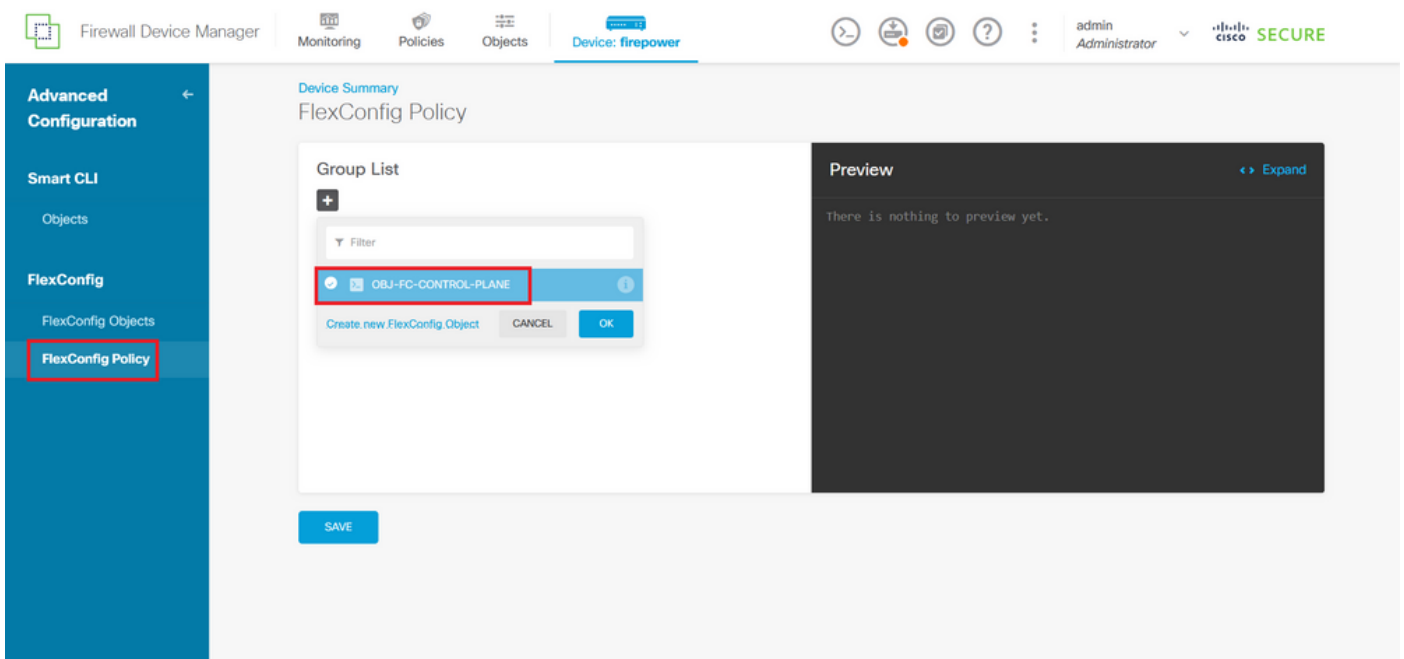 Firewall Device Manager
Monitoring
Policies
Objects
Device: firepower
admin
Administrator
cisco SECURE
Advanced
Configuration
Smart CLI
Objects
FlexConfig
FlexConfig Objects
FlexConfig Policy
Device Summary
FlexConfig Policy
Group List
Filter
OBJ-FC-CONTROL-PLANE
Create new FlexConfig Object
CANCEL
OK
Preview
Expand
There is nothing to preview yet.
SAVE